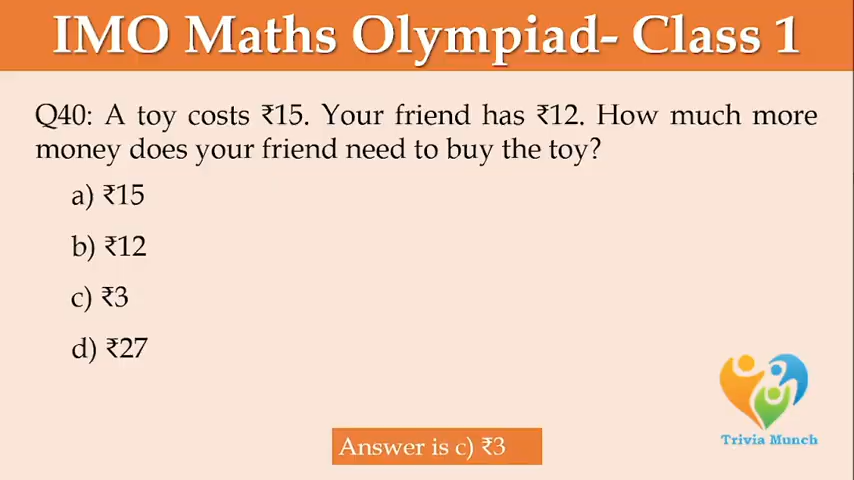 IMO Maths Olympiad- Class 1
Q40: A toy costs ₹15. Your friend has ₹12. How much more
money does your friend need to buy the toy?
a) ₹15
b) ₹12
c) ₹3
d) ₹27
Trivia Munch
Answer is c) ₹3